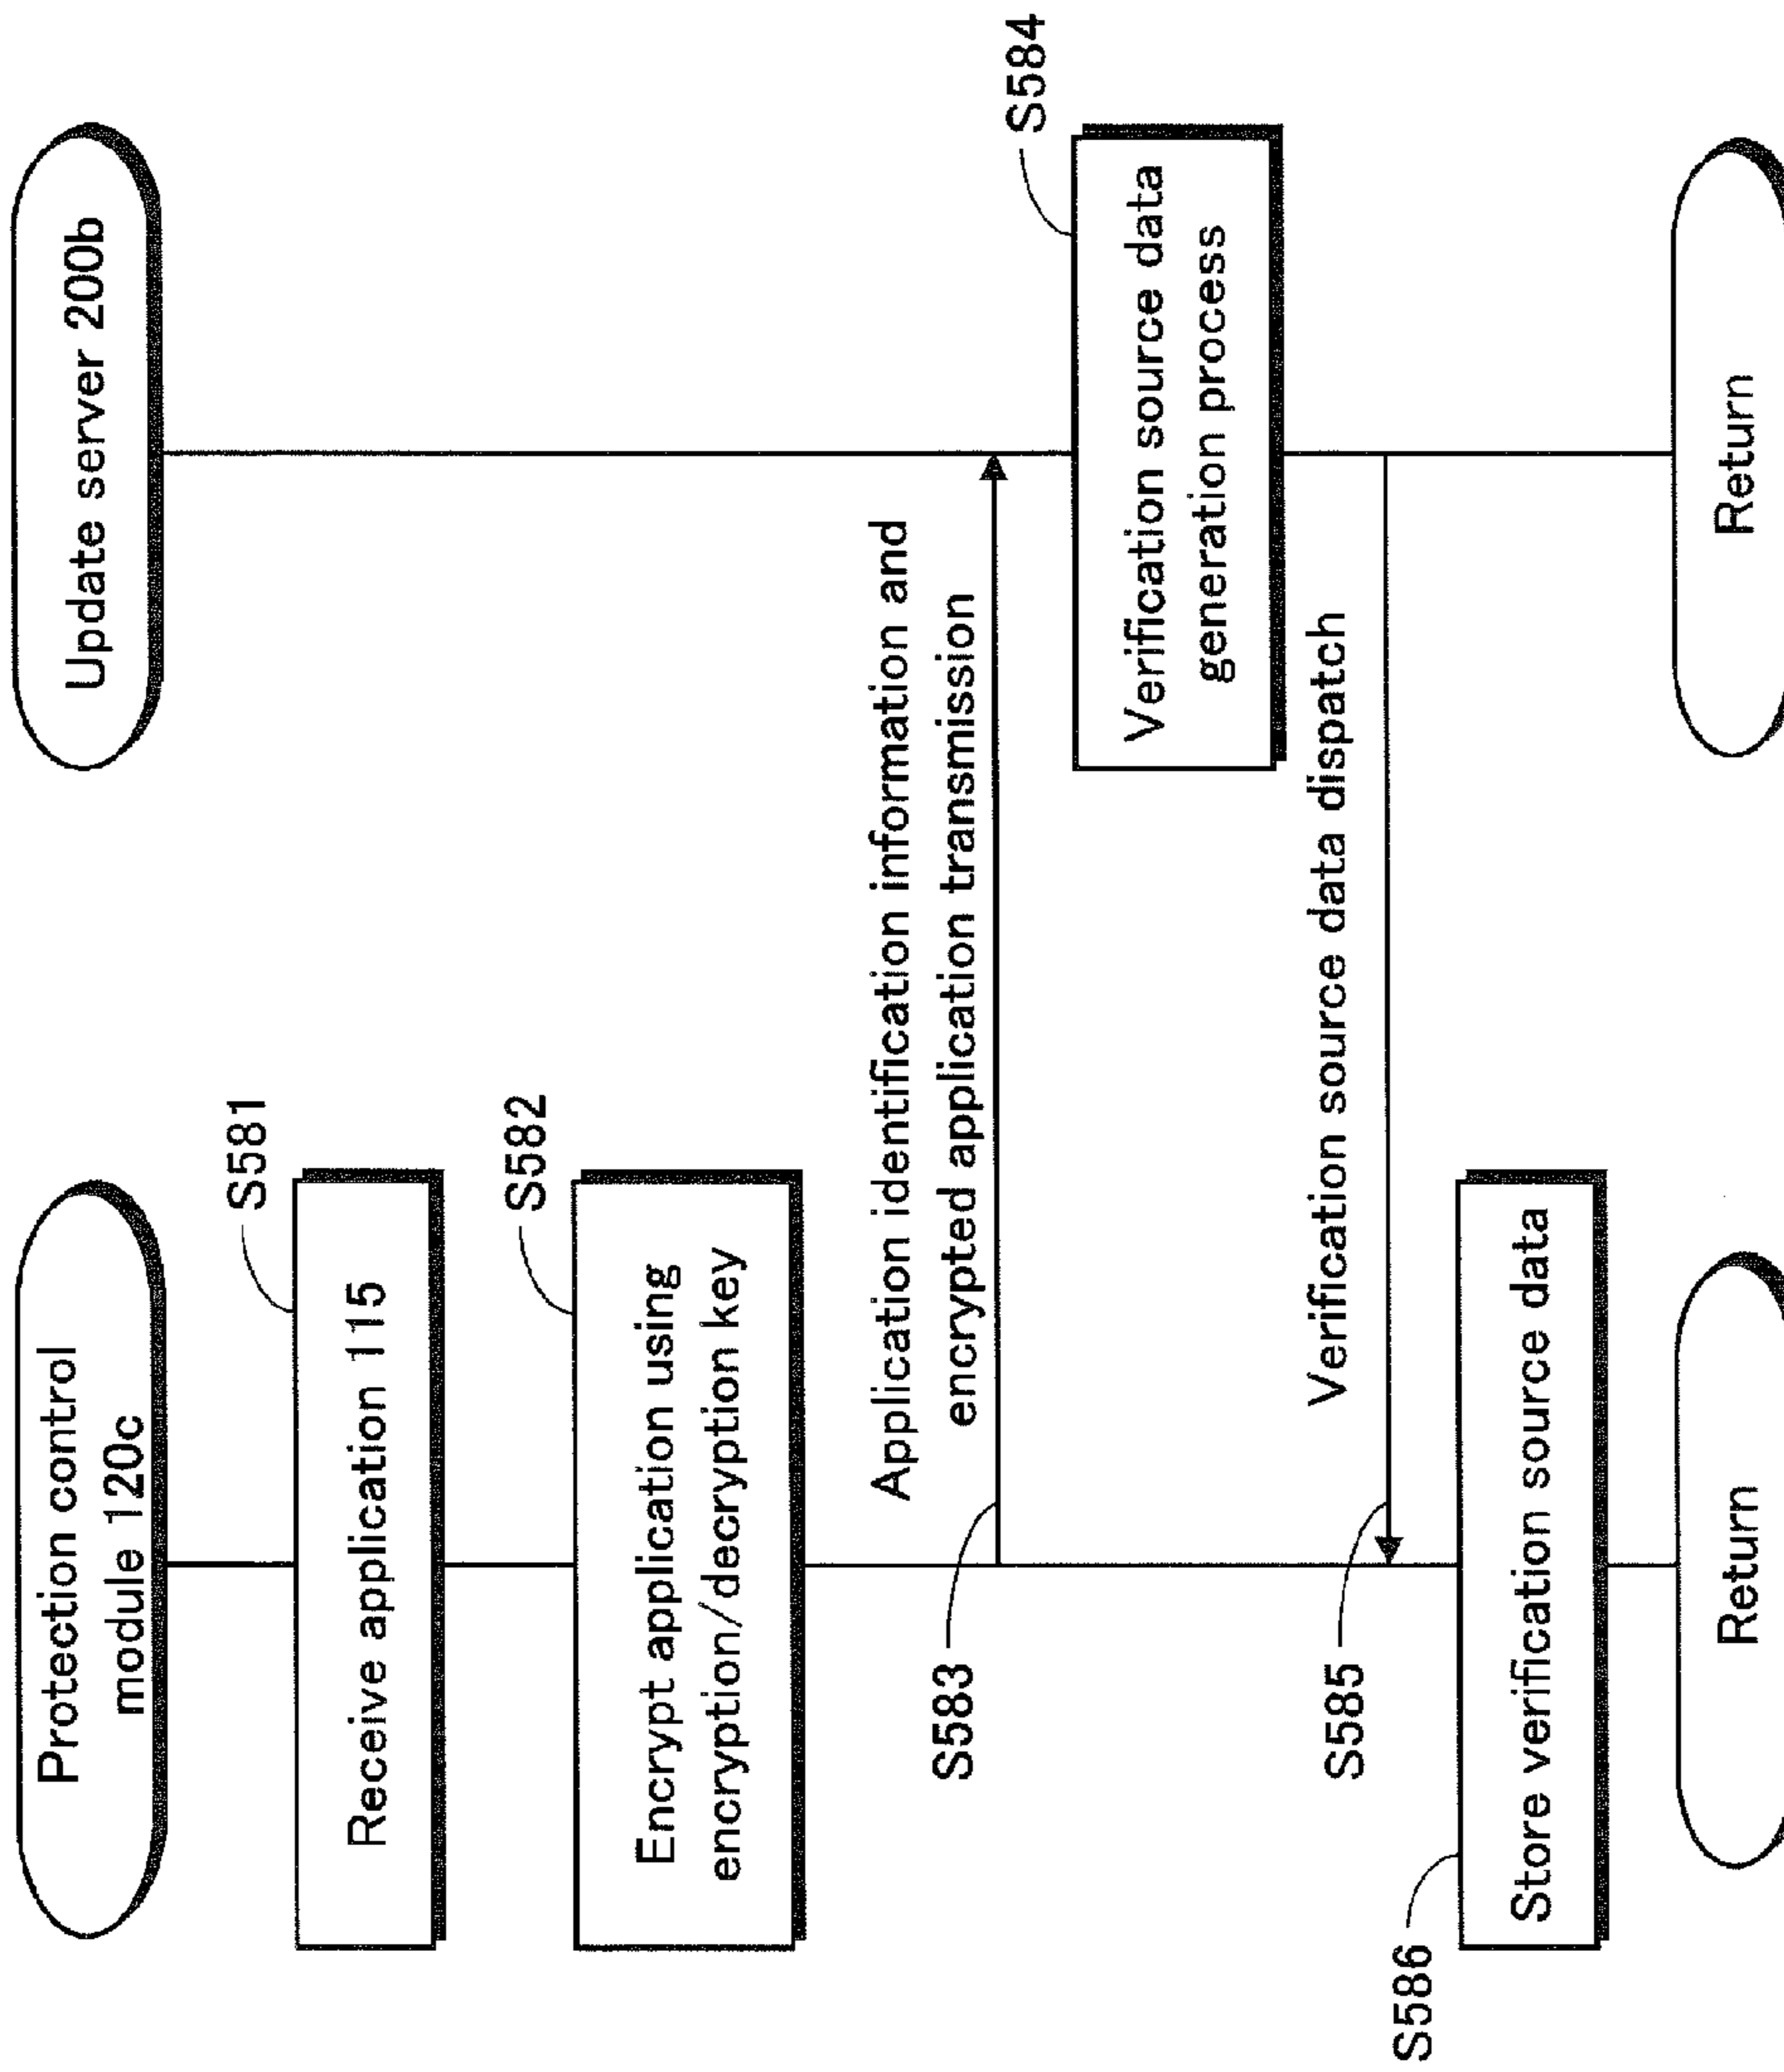 Protection control
module 120c
Update server 200b
S581
Receive application 115
S582
Encrypt application using
encryption/decryption key
Application identification information and
encrypted application transmission
S583
S584
Verification source data
generation process
Verification source data dispatch
S585
S586
Store verification source data
Return
Return